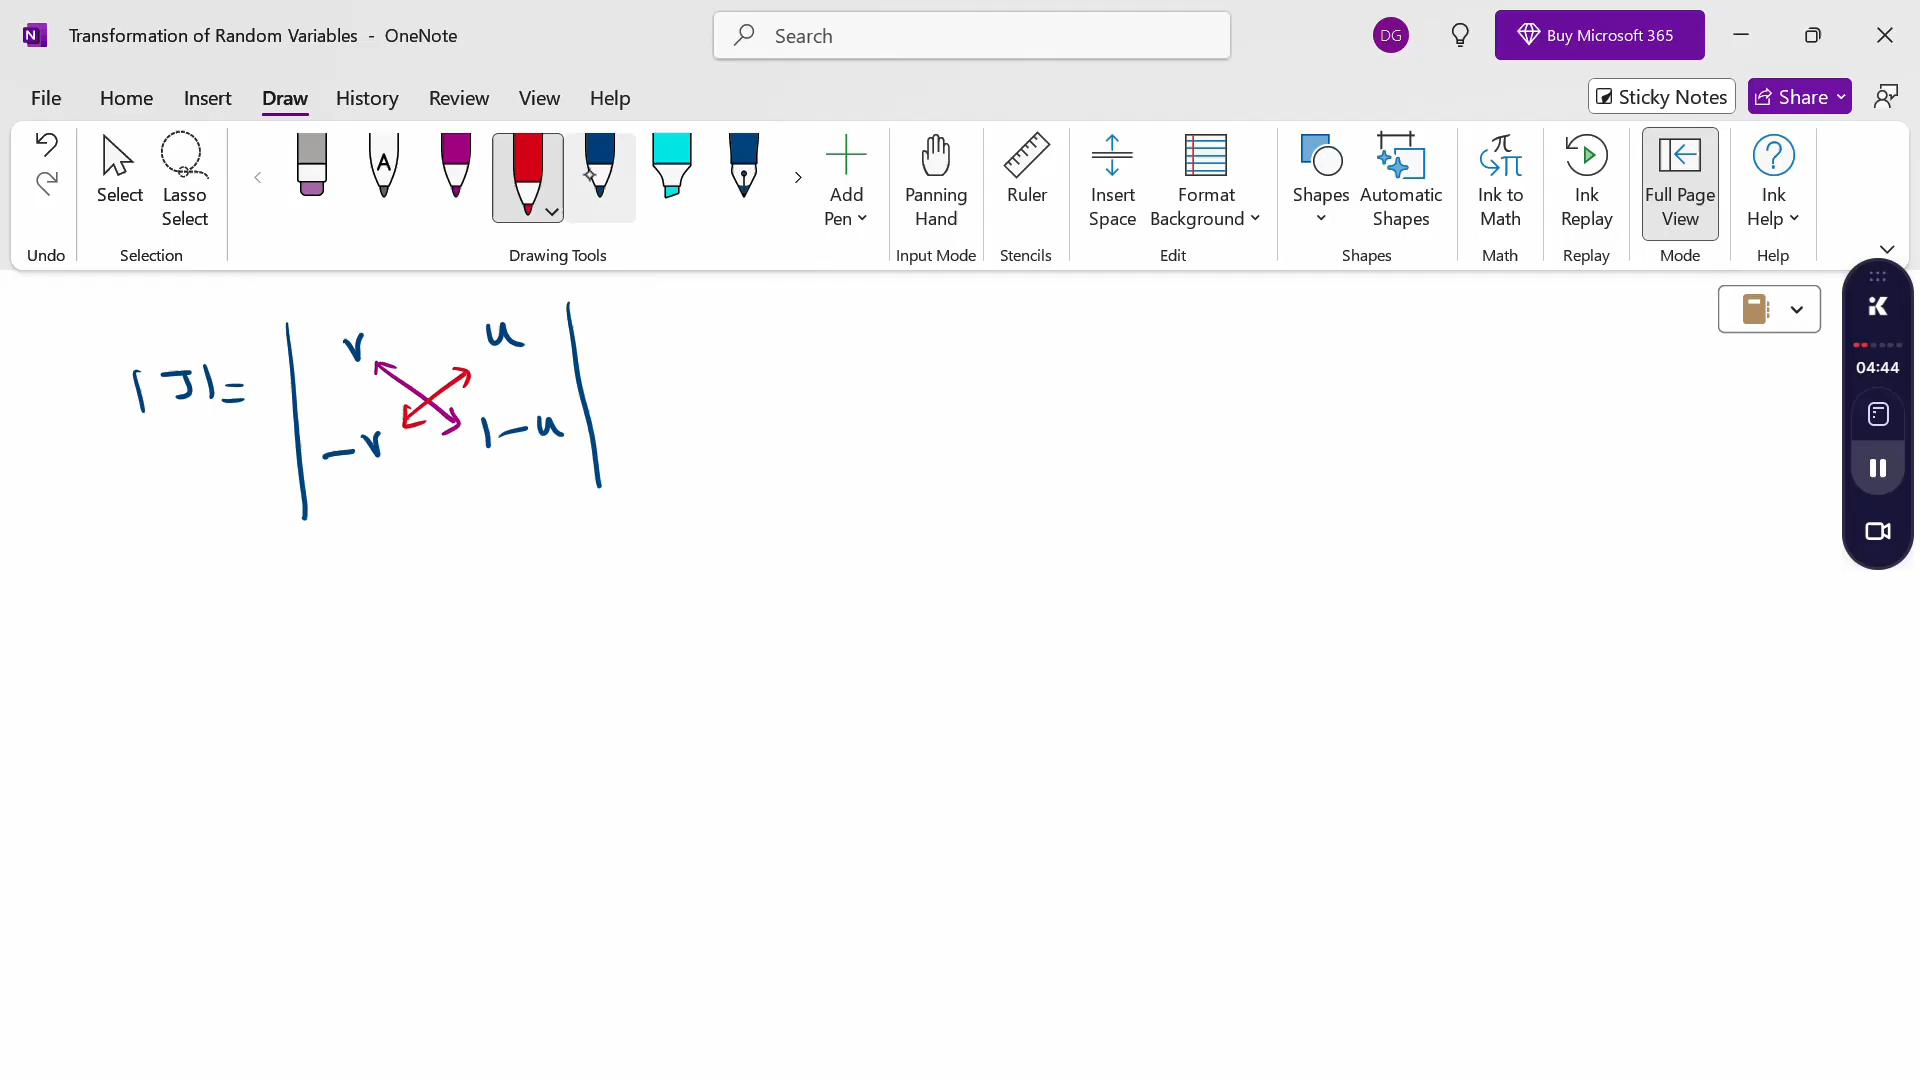 Transformation of Random Variables - OneNote
Search
DG
Buy Microsoft 365
File Home Insert Draw History Review View Help
Sticky Notes
Share
Select
Lasso Select
A
Add Pen
Panning Hand
Ruler
Insert Space
Format Background
Shapes
Automatic Shapes
Ink to Math
Ink Replay
Full Page View
Ink Help
Undo
Selection
Drawing Tools
Input Mode
Stencils
Edit
Shapes
Math
Replay
Mode
Help
04:44
|J| = | v u |
| -v 1-u |